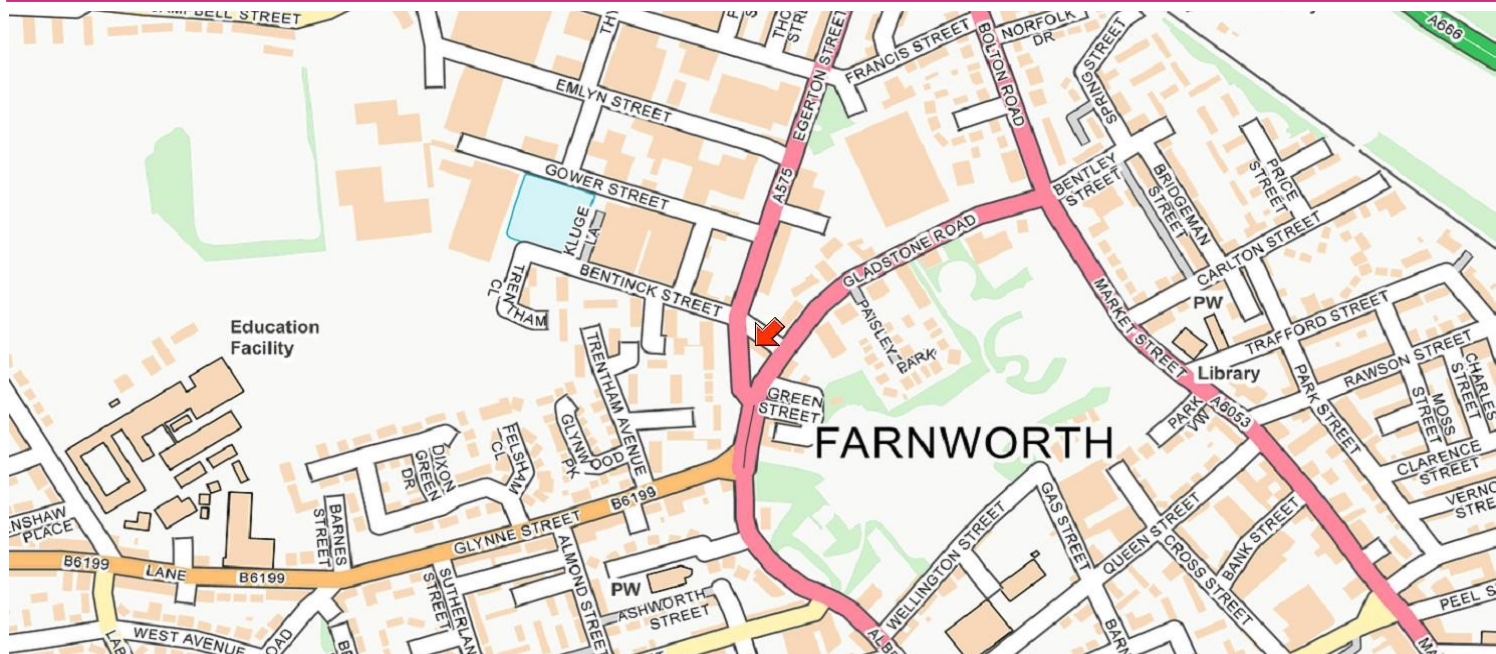 STREET
A666
NORFOLK
DR
FRANCIS STREET
BOLTON ROAD
EGERTON STREET
SPRING STREET
EMLYN STREET
A575
GOWER STREET
BENTLEY
STREET
BRIDGEMAN
STREET
PRICE
STREET
KLUGE
LA
GLADSTONE ROAD
CARLTON STREET
BENTINCK STREET
TRENTHAM
CL
MARKET STREET
PW
PAISLEY
PARK
TRAFFORD STREET
Education
Facility
TRENTHAM AVENUE
Library
RAWSON STREET
CHARLES
STREET
GREEN
STREET
PARK
VW
A6053
PARK STREET
MOSS
STREET
FARNWORTH
GLYNWOOD
PK
FELSHAM
CL
DIXON
GREEN
DR
CLARENCE
STREET
B6199
GLYNNE STREET
BARNES
STREET
ENSHAW
PLACE
GAS STREET
QUEEN STREET
CROSS STREET
BANK STREET
WELLINGTON STREET
B6199
LANE
B6199
ALMOND STREET
PW
ASHWORTH
STREET
PEEL S
WEST AVENUE
OAD